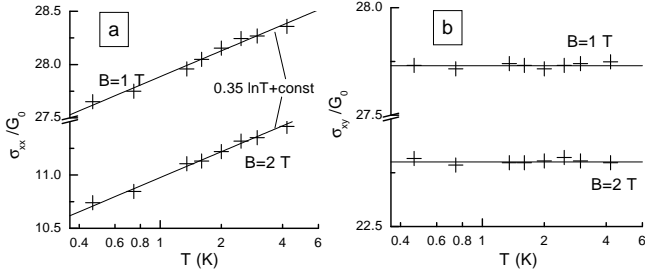 a
28.5
28.0
27.5
11.0
10.5
σxx /G0
B=1 T
0.35 lnT+const
B=2 T
0.4 0.6 0.8 1 2 4 6
T (K)
b
28.0
27.5
22.5
σxy /G0
B=1 T
B=2 T
0.4 0.6 0.8 1 2 4 6
T (K)